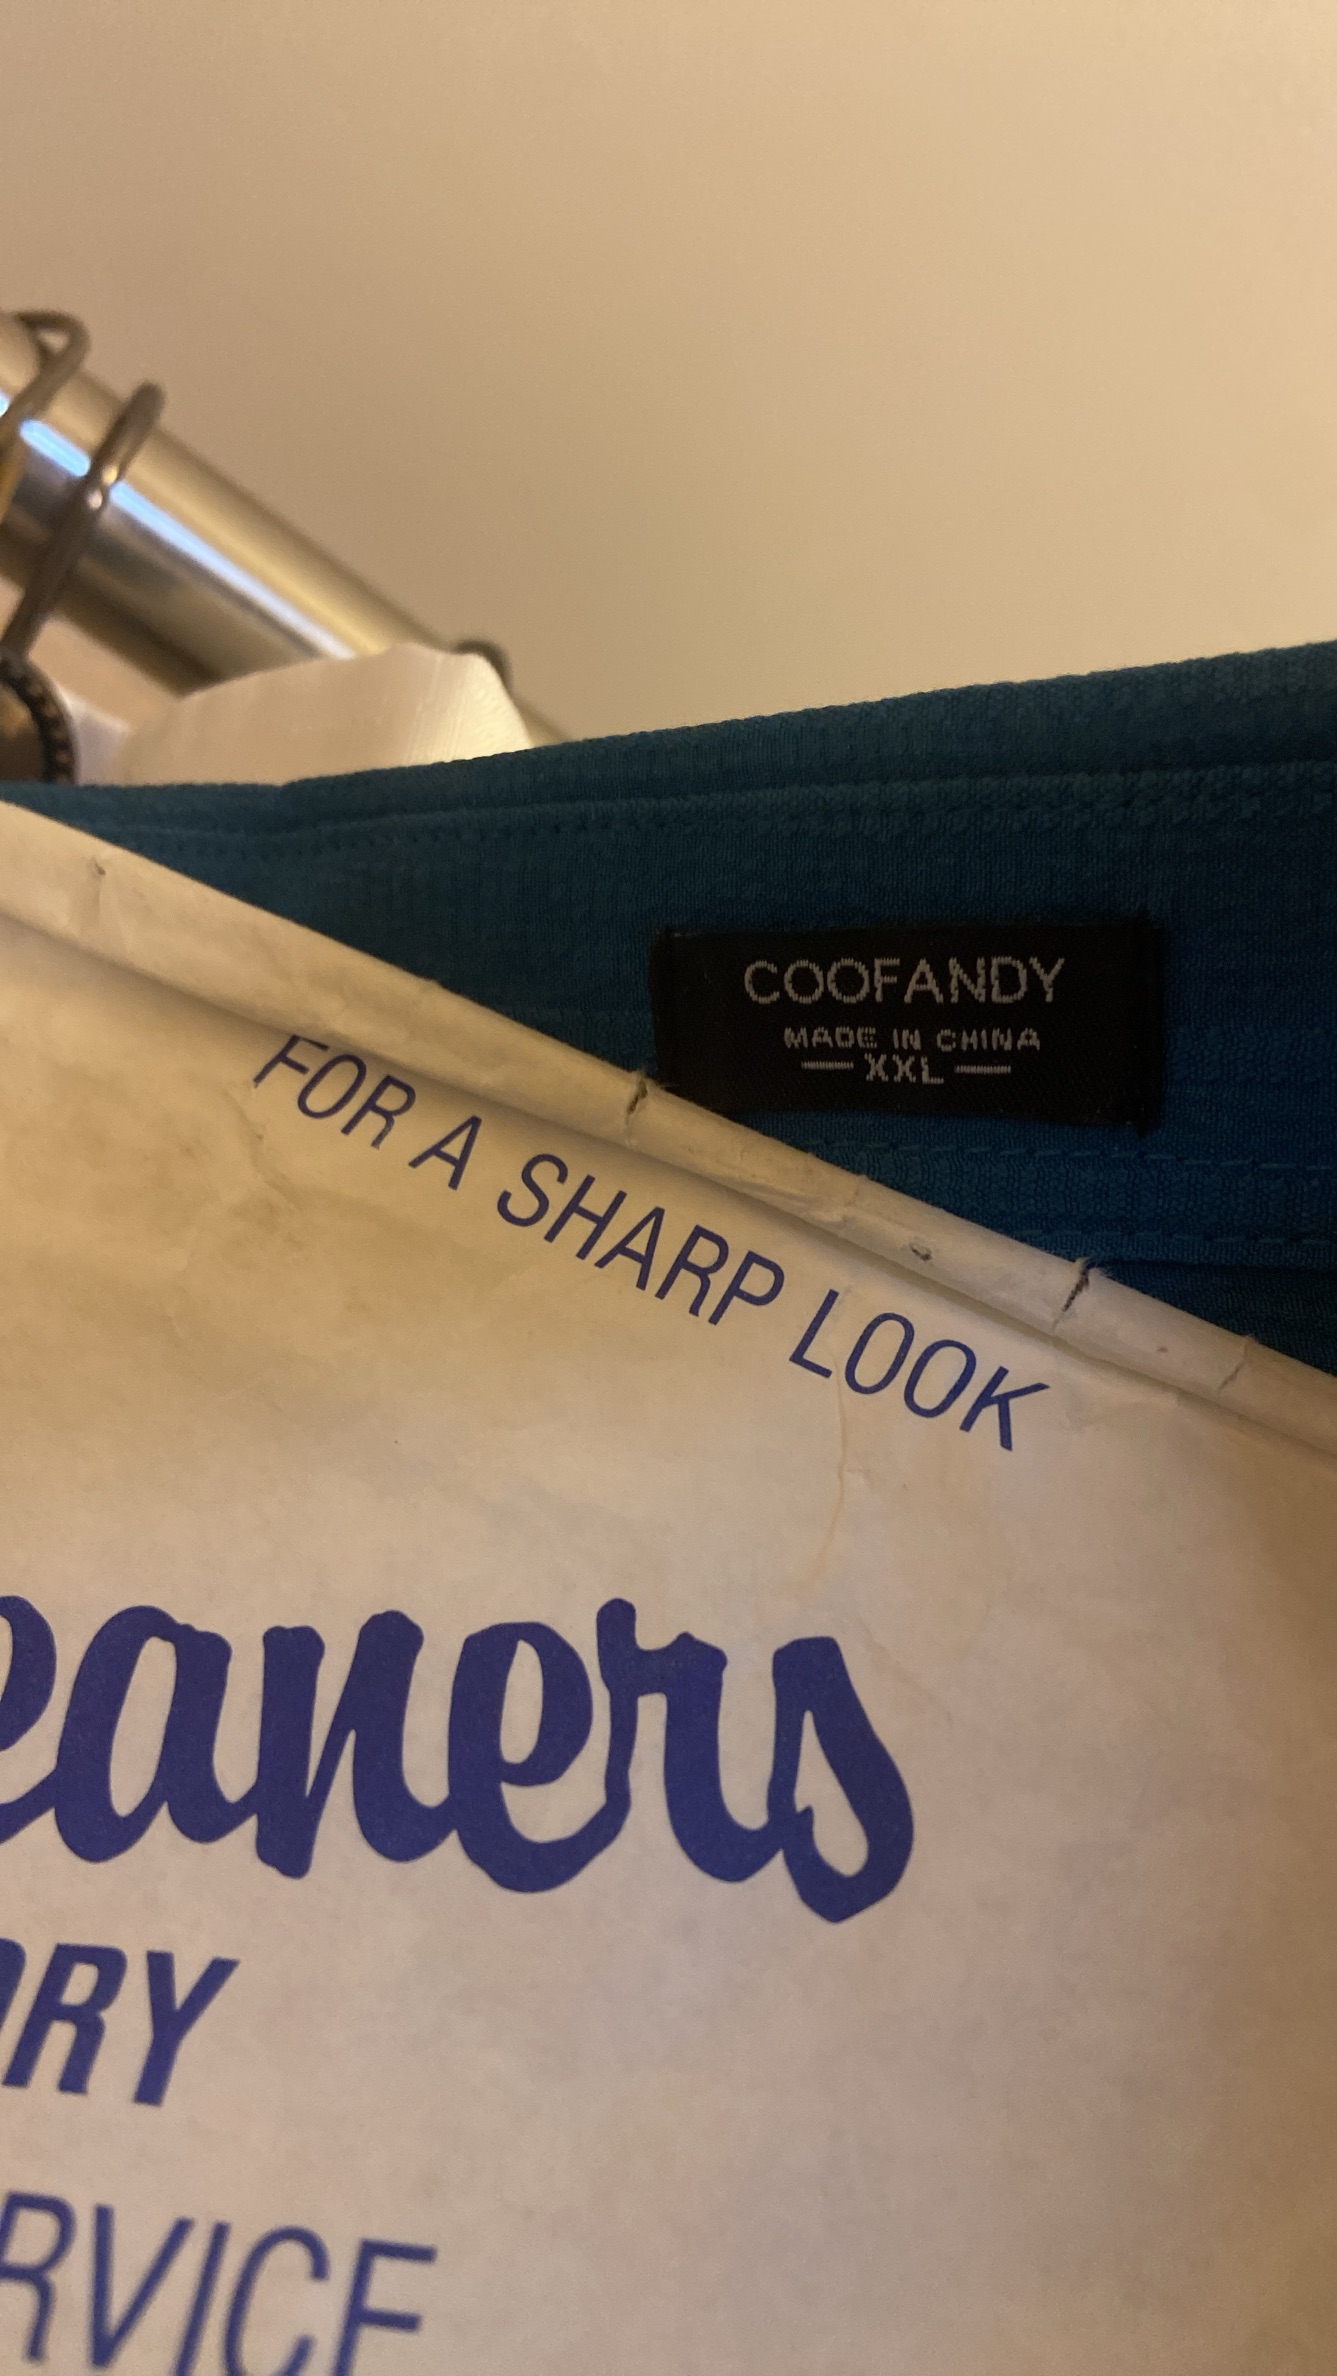 COOFANDY
MADE IN CHINA
XXL
FOR A SHARP LOOK
eaners
RY
RVICE